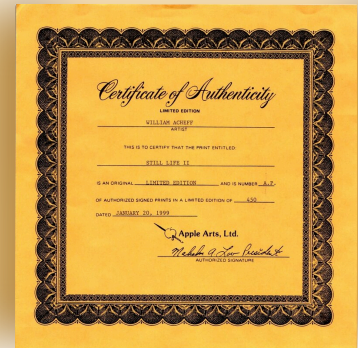 Certificate of Authenticity
LIMITED EDITION
WILLIAM ACHEFF
ARTIST
THIS IS TO CERTIFY THAT THE PRINT ENTITLED
STILL LIFE II
IS AN ORIGINAL LIMITED EDITION AND IS NUMBER A.P.
OF AUTHORIZED SIGNED PRINTS IN A LIMITED EDITION OF 450
DATED JANUARY 20, 1999
Apple Arts, Ltd.
President
AUTHORIZED SIGNATURE